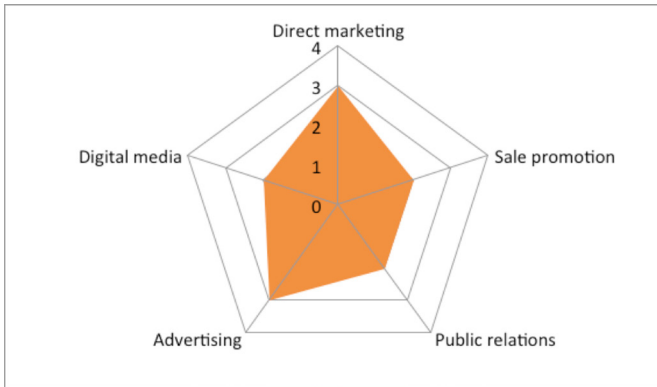 Direct marketing
4
3
Digital media
2
Sale promotion
1
0
Advertising
Public relations